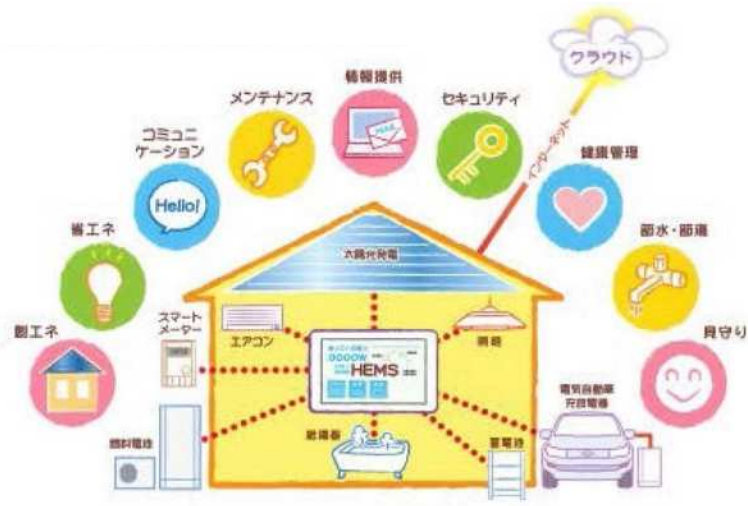 クラウド
情報提供
メンテナンス
セキュリティ
コミュニ
ケーション
インターネット
健康管理
Hello!
MAIL
省エネ
節水・節湯
太陽光発電
創エネ
スマート
メーター
エアコン
照明
見守り
HEMS
電気自動車
充放電器
燃料電池
給湯器
蓄電池